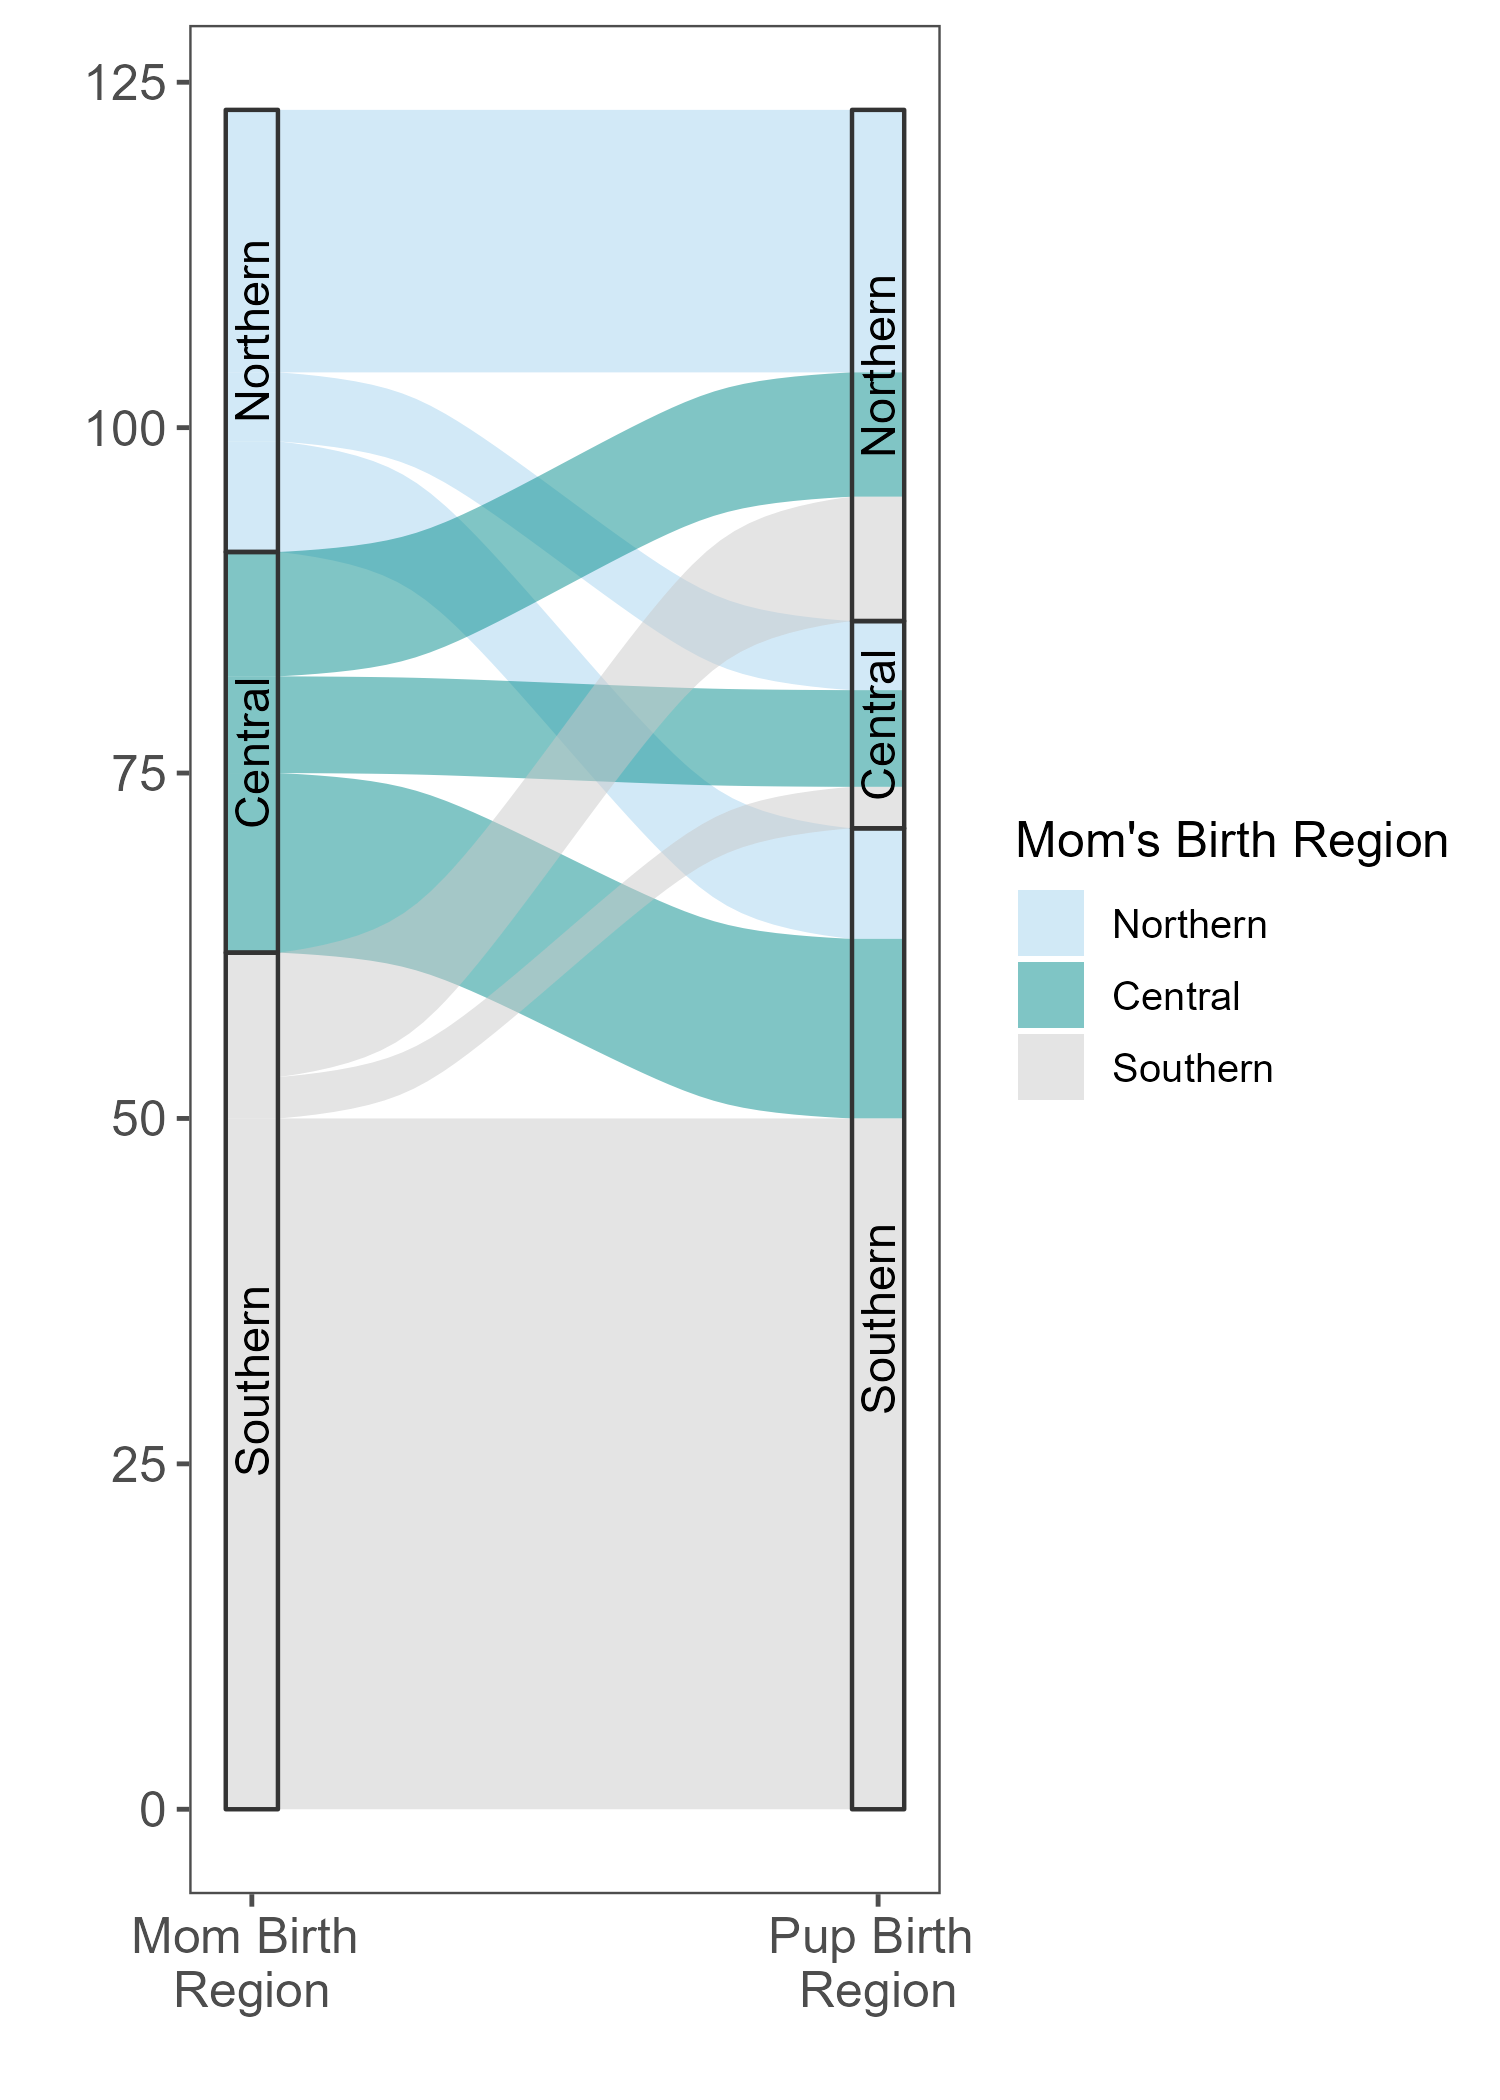 125
100
75
50
25
0
Northern
Central
Southern
Northern
Central
Southern
Mom Birth
Region
Pup Birth
Region
Mom's Birth Region
Northern
Central
Southern